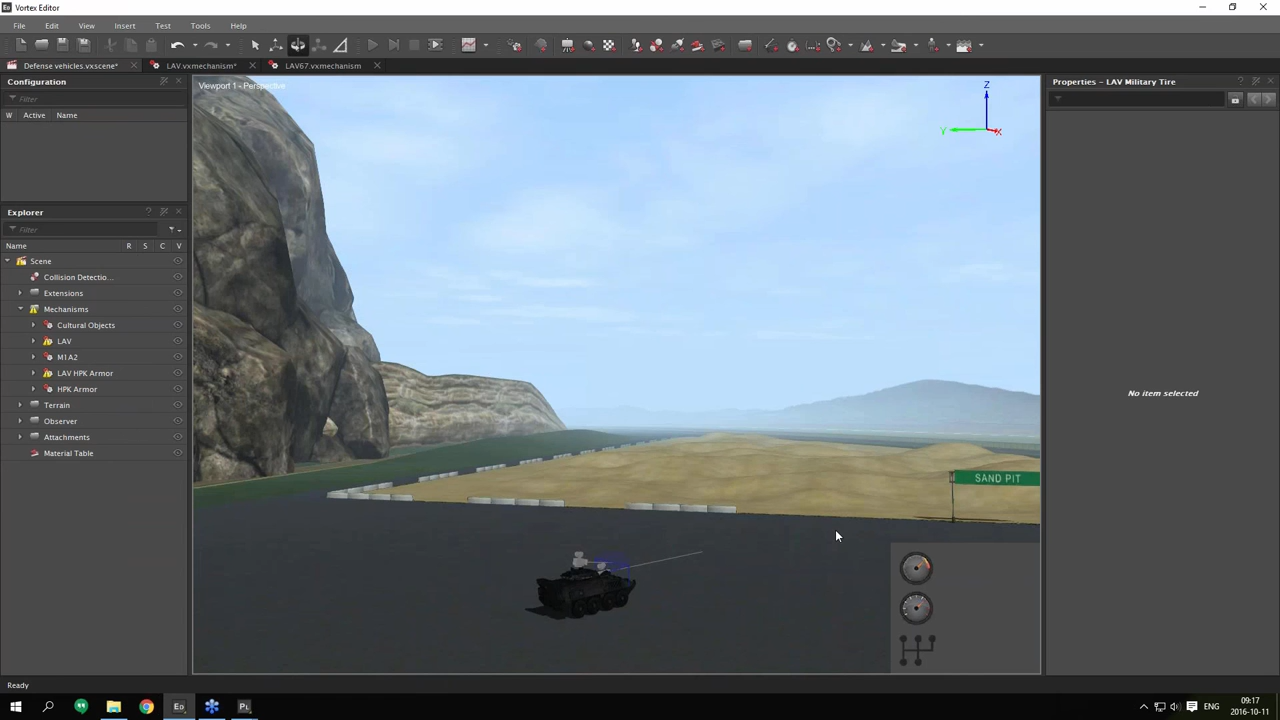 Vortex Editor
File Edit View Insert Test Tools Help
Defense vehicles.vxscene* LAV.vxmechanism* LAV67.vxmechanism
Configuration
Filter
W Active Name
Explorer
Filter
Name R S C V
Scene
Collision Detectio...
Extensions
Mechanisms
Cultural Objects
LAV
M1A2
LAV HPK Armor
HPK Armor
Terrain
Observer
Attachments
Material Table
Viewport 1 - Perspective
Z
Y X
SAND PIT
Properties - LAV Military Tire
No item selected
Ready
ENG
09:17
2016-10-11